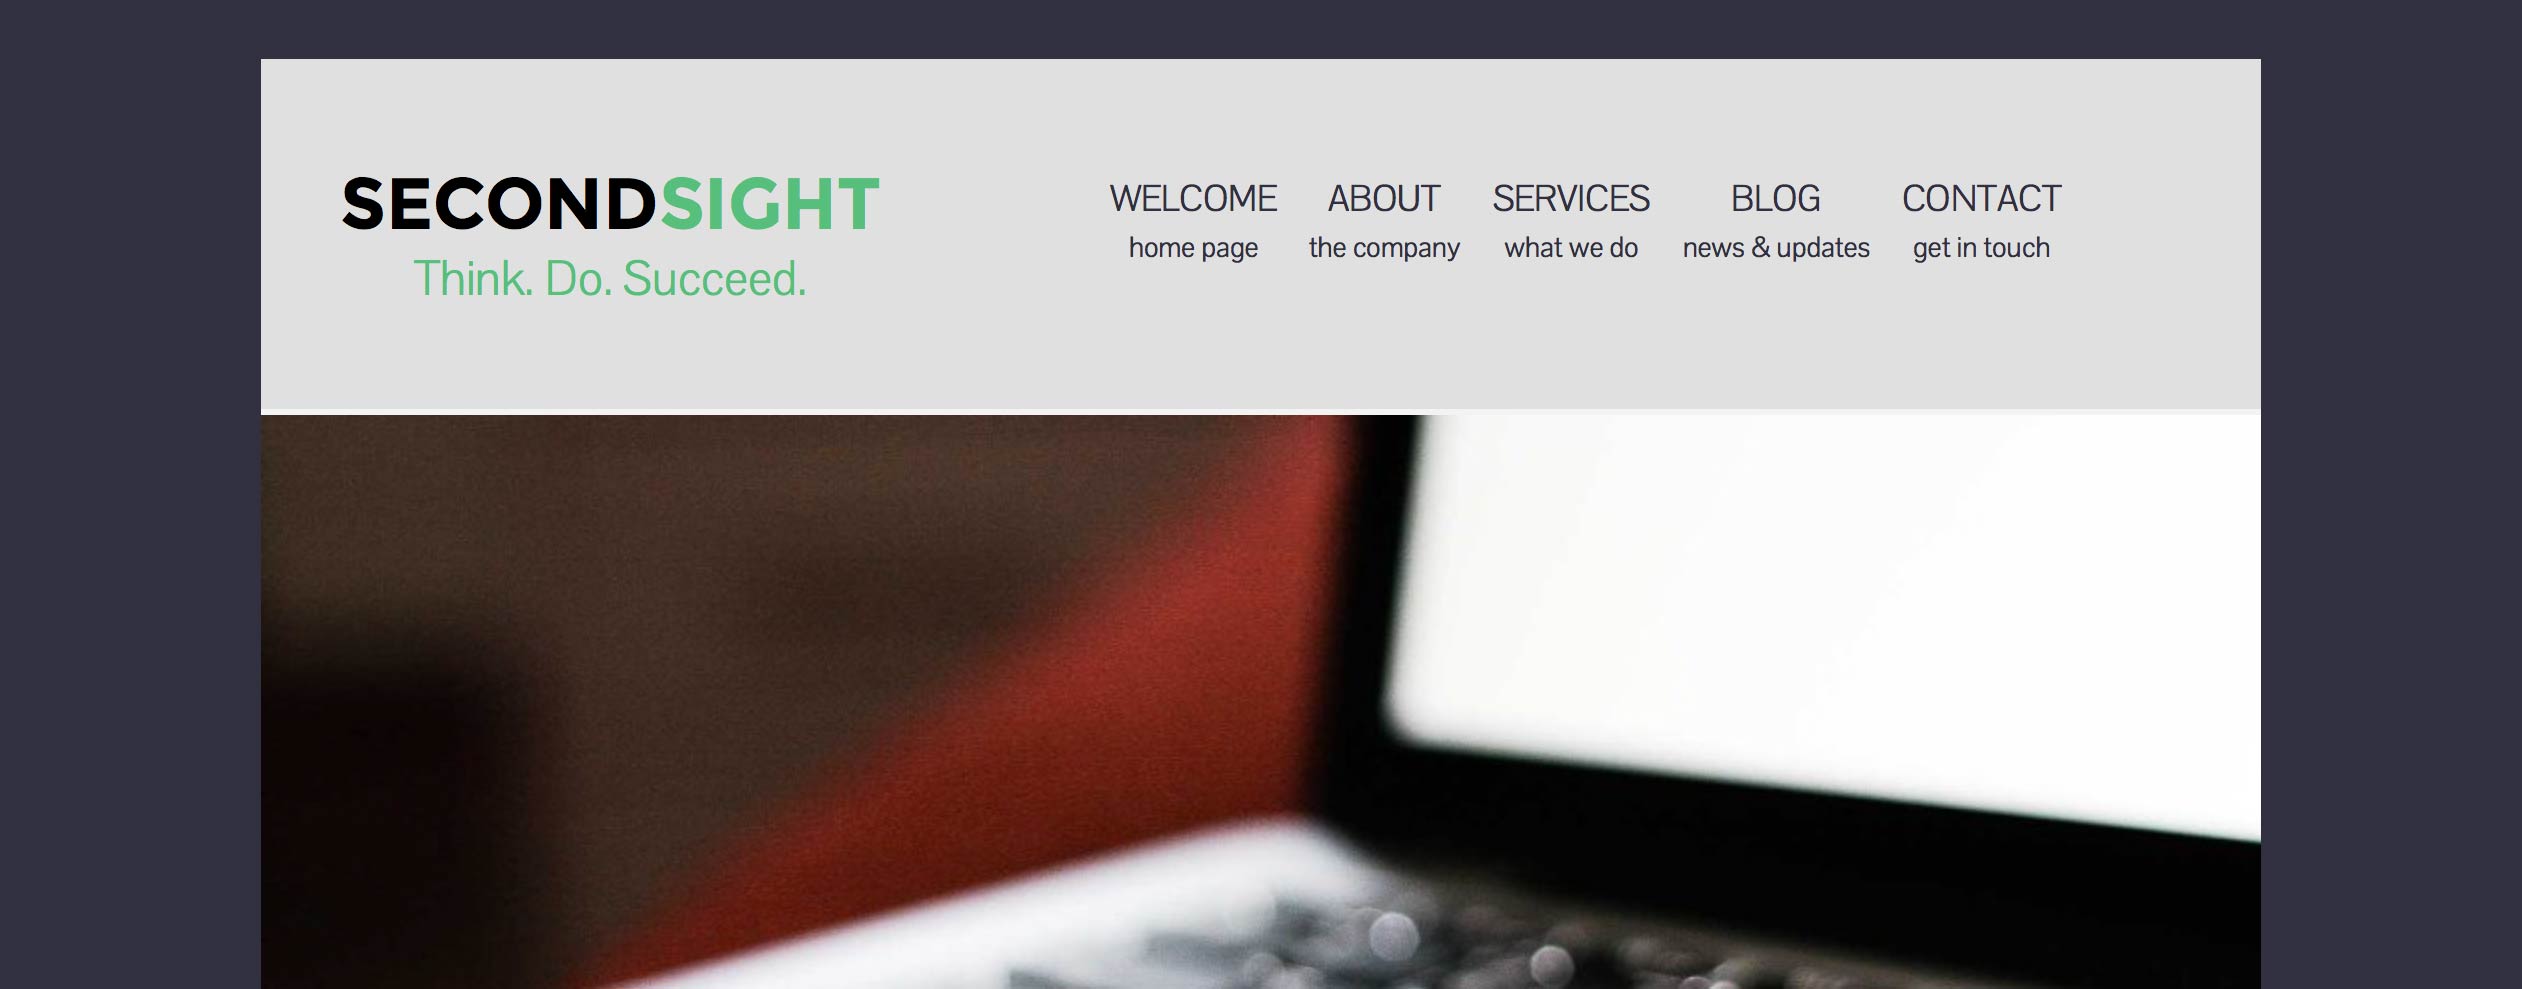 SECONDSIGHT
Think. Do. Succeed.
WELCOME ABOUT SERVICES BLOG CONTACT
home page the company what we do news & updates get in touch